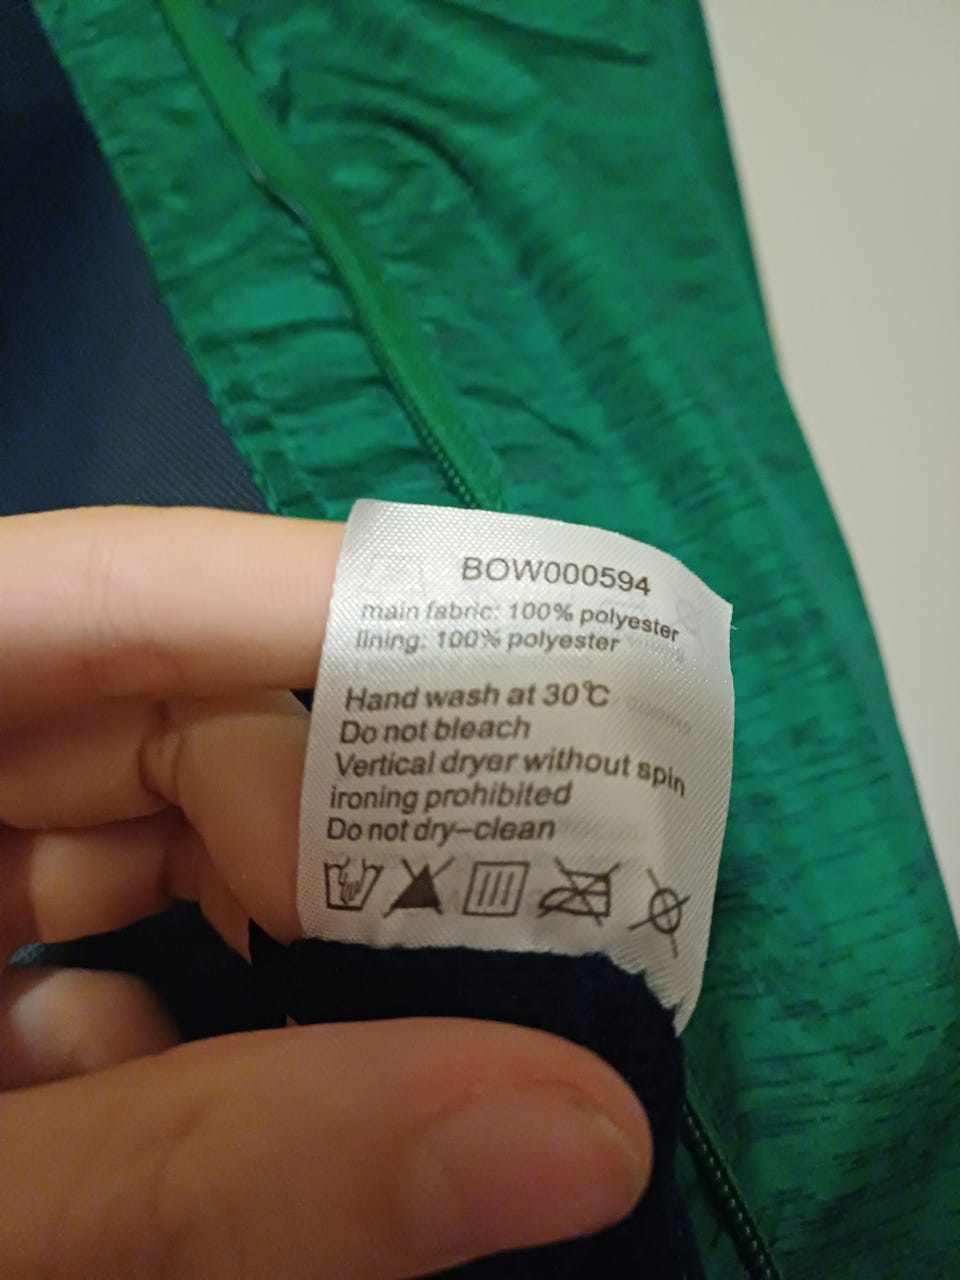 BOW000594
main fabric: 100% polyester
lining: 100% polyester
Hand wash at 30℃
Do not bleach
Vertical dryer without spin
ironing prohibited
Do not dry-clean